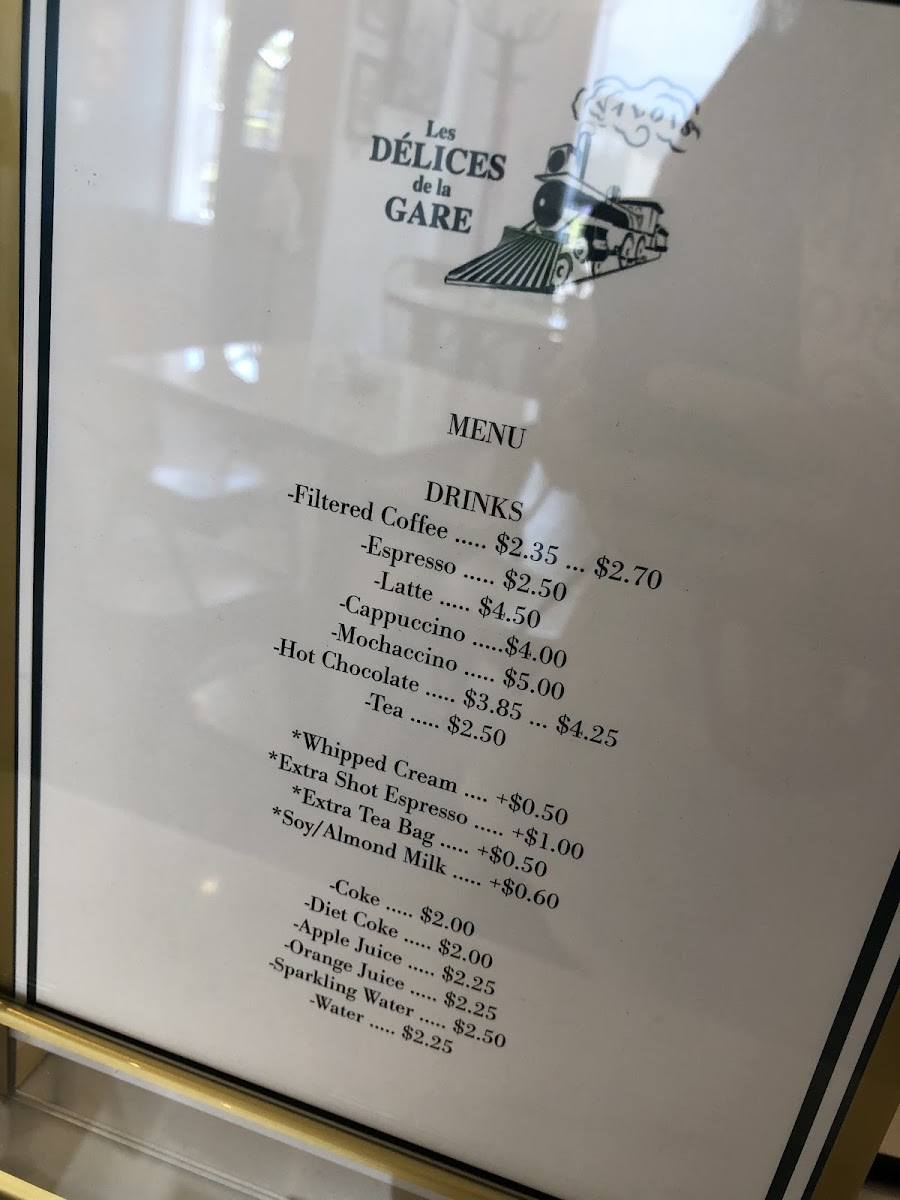 Les
DÉLICES
de la
GARE
MENU
DRINKS
-Filtered Coffee ..... $2.35 ... $2.70
-Espresso ..... $2.50
-Latte ..... $4.50
-Cappuccino .....$4.00
-Mochaccino ..... $5.00
-Hot Chocolate ..... $3.85 ... $4.25
-Tea ..... $2.50
*Whipped Cream .... +$0.50
*Extra Shot Espresso ..... +$1.00
*Extra Tea Bag ..... +$0.50
*Soy/Almond Milk ..... +$0.60
-Coke ..... $2.00
-Diet Coke ..... $2.00
-Apple Juice ..... $2.25
-Orange Juice ..... $2.25
-Sparkling Water ..... $2.50
-Water ..... $2.25